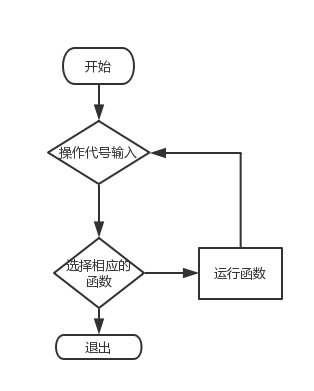 开始
操作代号输入
选择相应的
函数
运行函数
退出